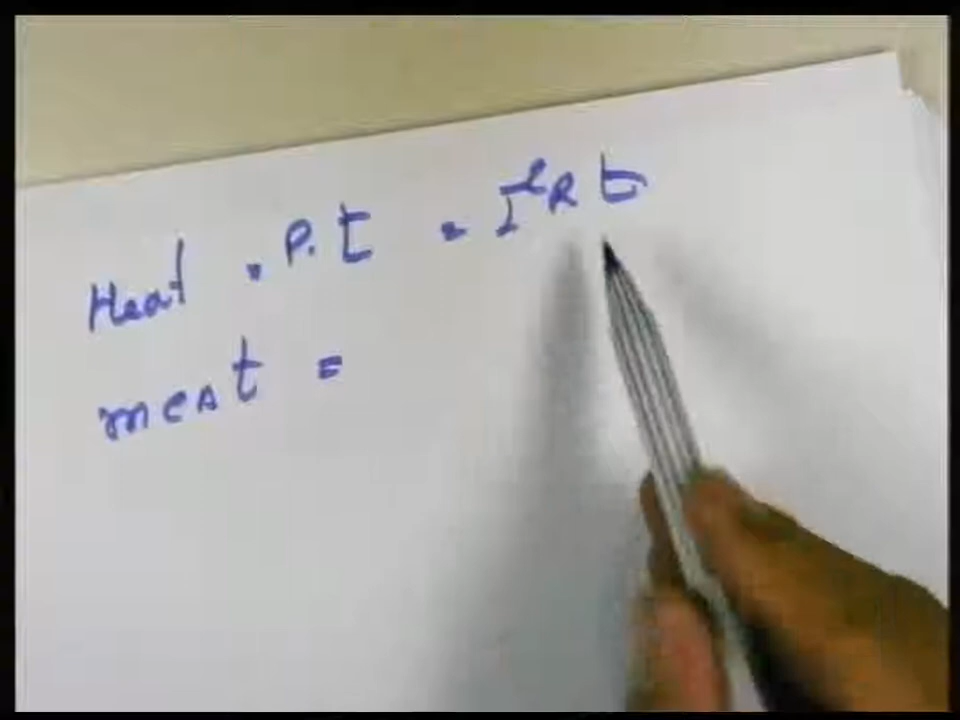 Heat = P. t = I²Rt
mcΔt =